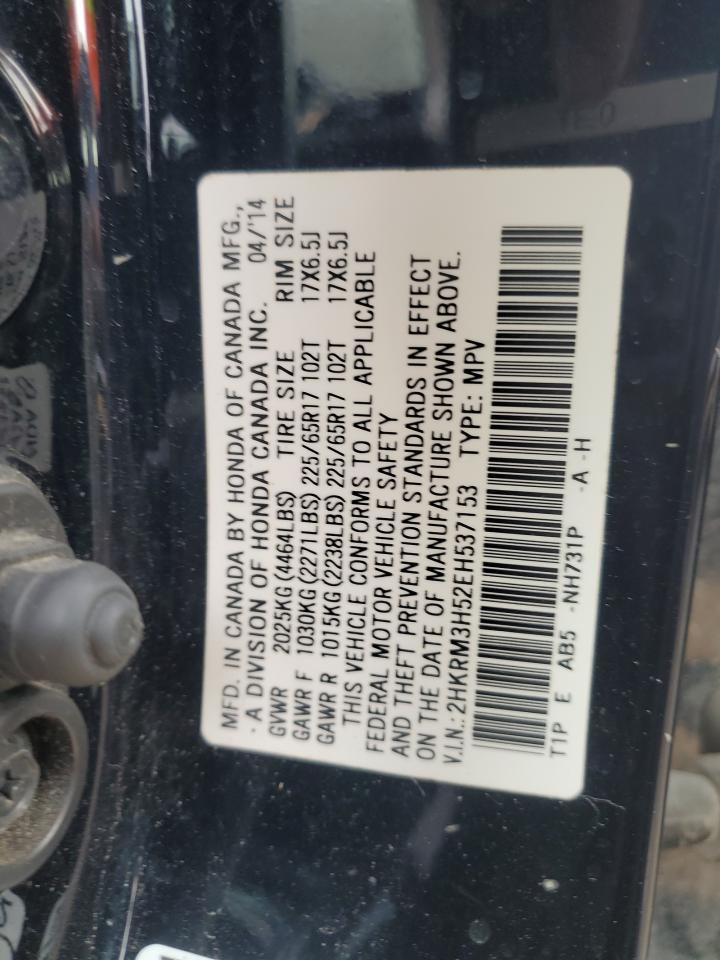 MFD. IN CANADA BY HONDA OF CANADA MFG.,
- A DIVISION OF HONDA CANADA INC. 04/'14
GVWR 2025KG(4464LBS) TIRE SIZE RIM SIZE
GAWR F 1030KG(2271LBS) 225/65R17 102T 17X6.5J
GAWR R 1015KG(2238LBS) 225/65R17 102T 17X6.5J
THIS VEHICLE CONFORMS TO ALL APPLICABLE
FEDERAL MOTOR VEHICLE SAFETY
AND THEFT PREVENTION STANDARDS IN EFFECT
ON THE DATE OF MANUFACTURE SHOWN ABOVE.
V.I.N.: 2HKRM3H52EH537153 TYPE: MPV
T1P E AB5 -NH731P -A -H